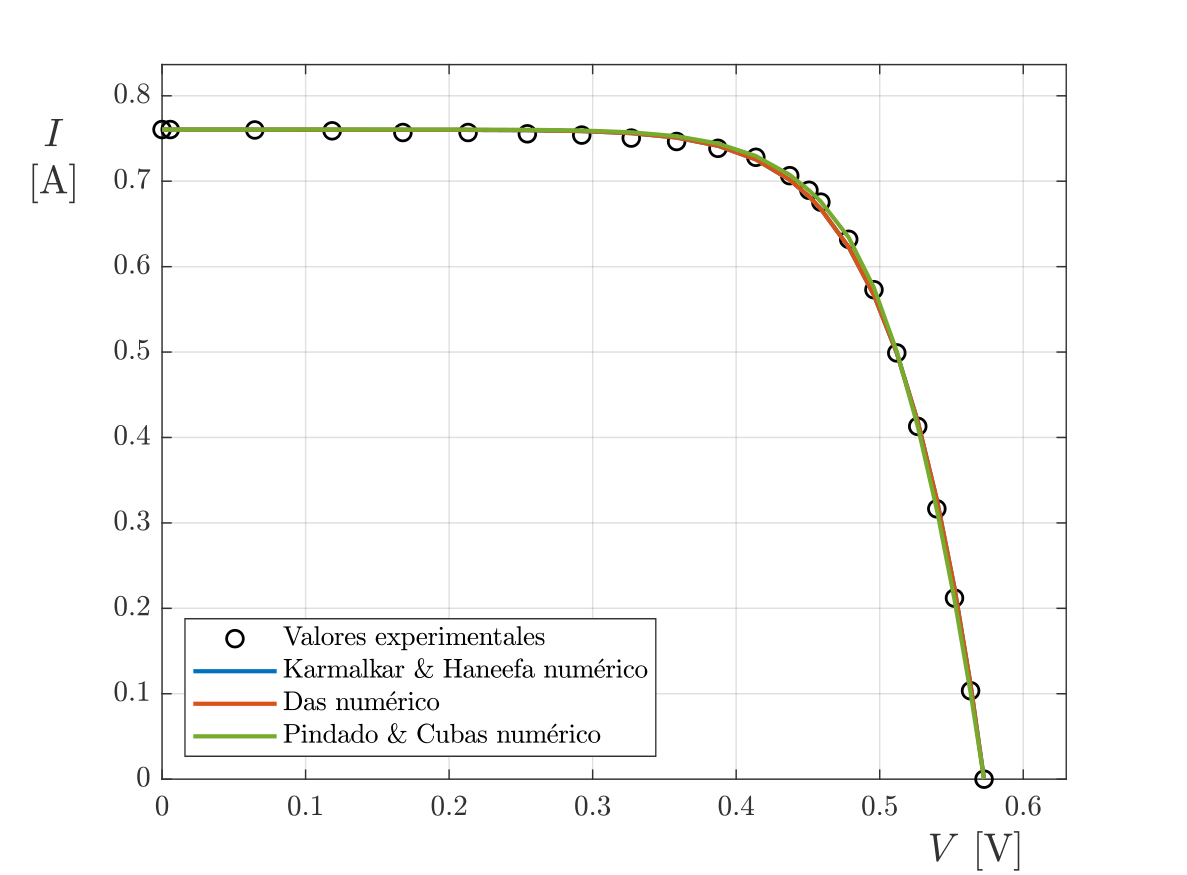 I
[A]
0.8
0.7
0.6
0.5
0.4
0.3
0.2
0.1
0
Valores experimentales
Karmalkar & Haneefa numérico
Das numérico
Pindado & Cubas numérico
0 0.1 0.2 0.3 0.4 0.5 0.6
V [V]